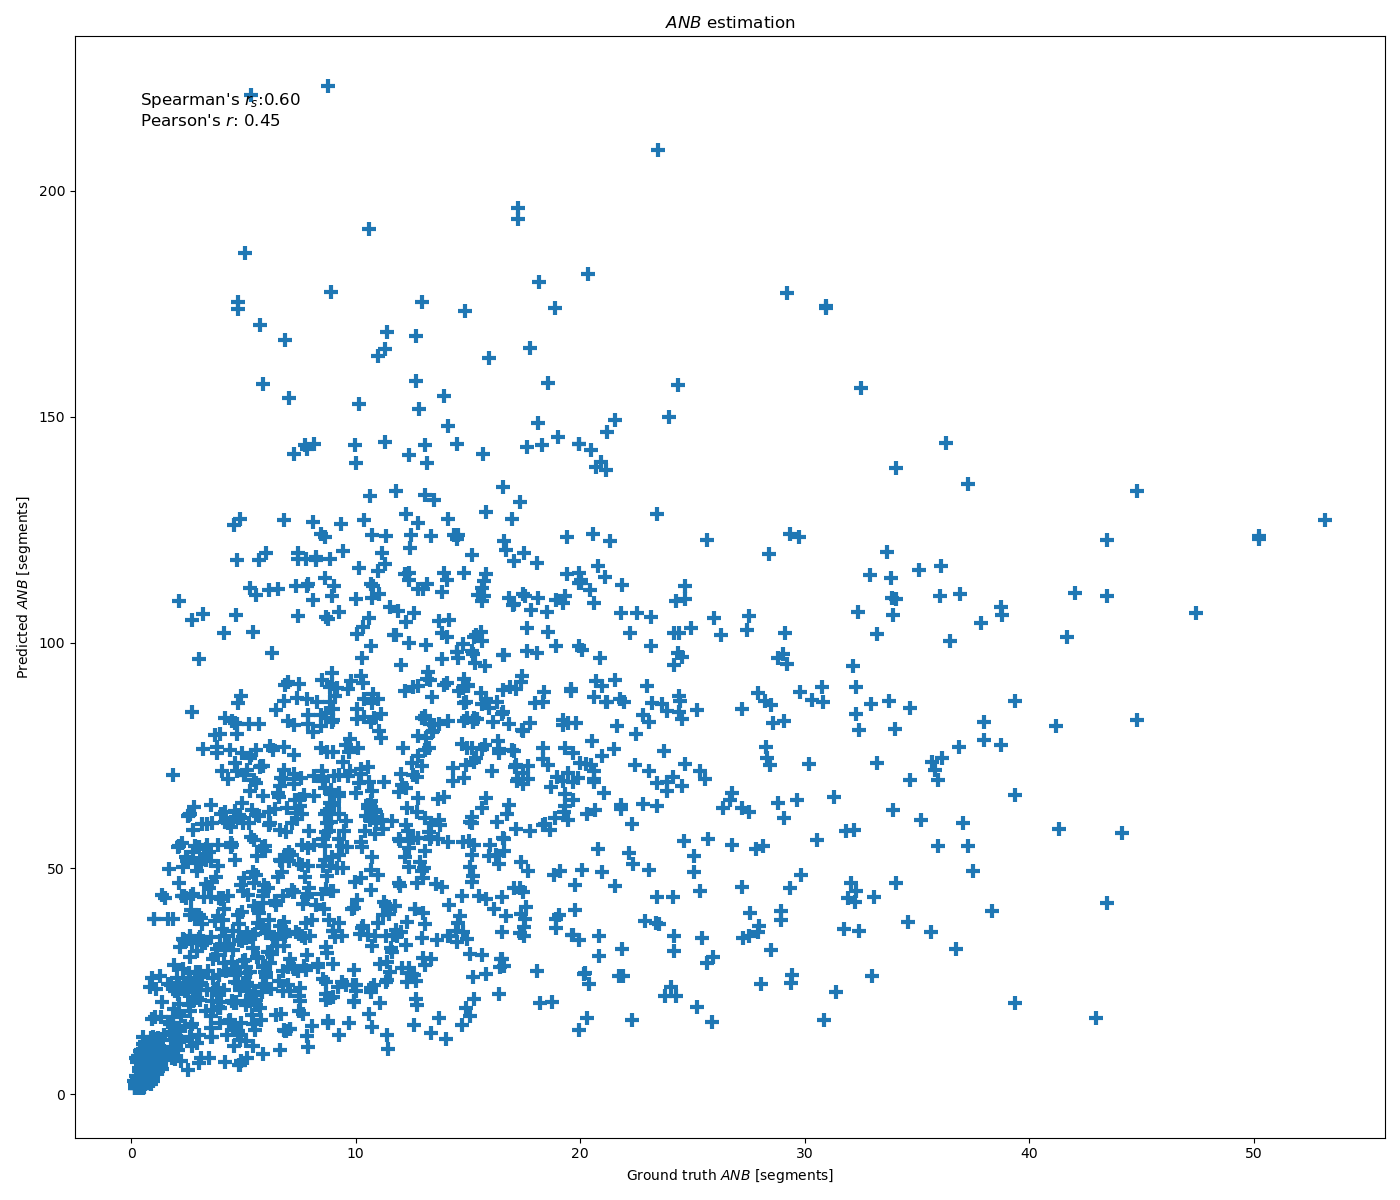 ANB estimation
Spearman's rₛ:0.60
Pearson's r: 0.45
200
150
100
50
0
Predicted ANB [segments]
0 10 20 30 40 50
Ground truth ANB [segments]